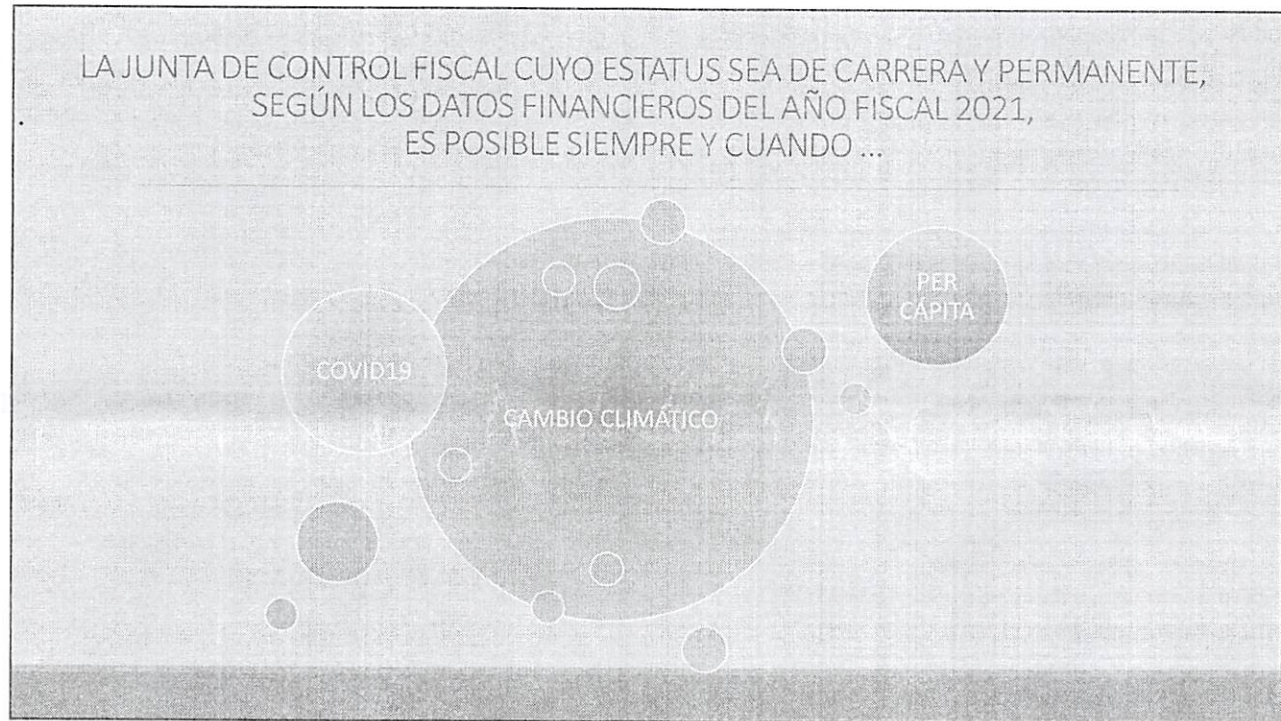 LA JUNTA DE CONTROL FISCAL CUYO ESTATUS SEA DE CARRERA Y PERMANENTE,
SEGÚN LOS DATOS FINANCIEROS DEL AÑO FISCAL 2021,
ES POSIBLE SIEMPRE Y CUANDO ...
PER
CÁPITA
COVID19
CAMBIO CLIMÁTICO